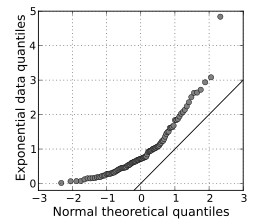 Exponential data quantiles
5
4
3
2
1
0
−3 −2 −1 0 1 2 3
Normal theoretical quantiles